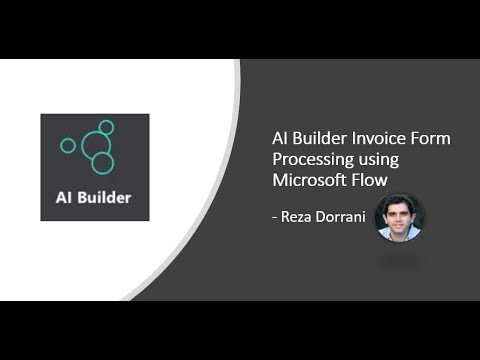 AI Builder
AI Builder Invoice Form
Processing using
Microsoft Flow
- Reza Dorrani